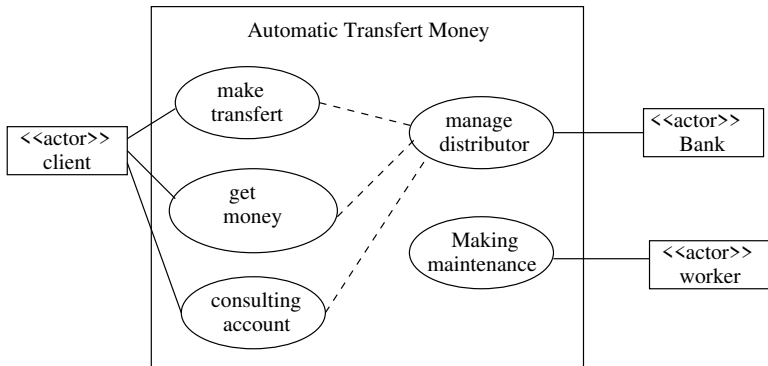 Automatic Transfert Money
<<actor>>
client
make
transfert
get
money
consulting
account
manage
distributor
Making
maintenance
<<actor>>
Bank
<<actor>>
worker